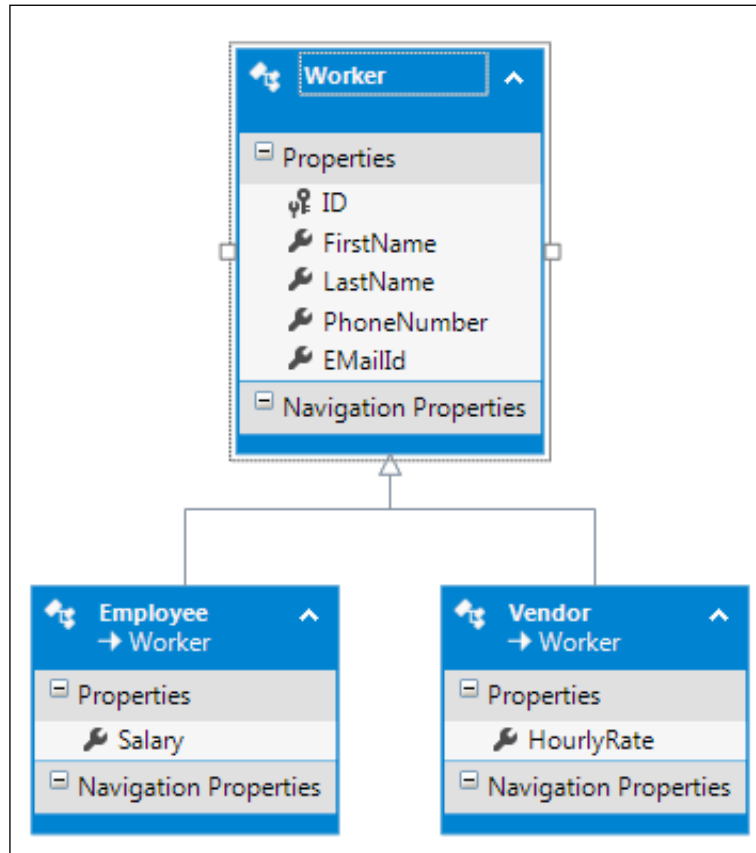 Worker
Properties
ID
FirstName
LastName
PhoneNumber
EMailId
Navigation Properties
Employee
→ Worker
Properties
Salary
Navigation Properties
Vendor
→ Worker
Properties
HourlyRate
Navigation Properties